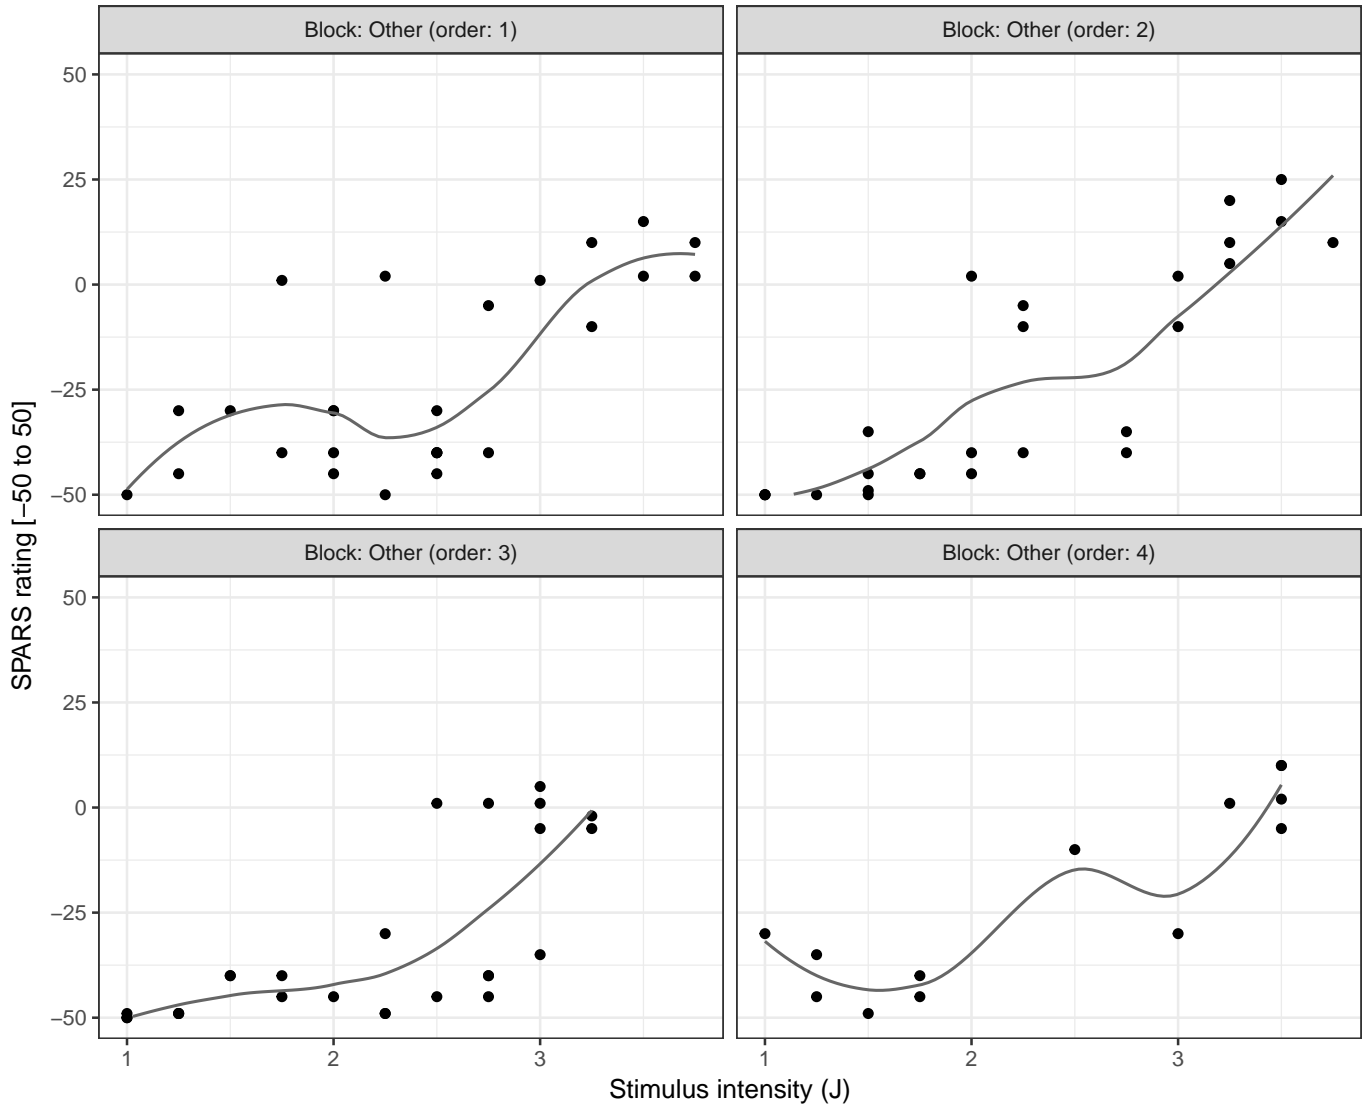 Block: Other (order: 1)
Block: Other (order: 2)
50
25
0
−25
−50
Block: Other (order: 3)
Block: Other (order: 4)
50
25
0
−25
−50
1
2
3
1
2
3
Stimulus intensity (J)
SPARS rating [−50 to 50]